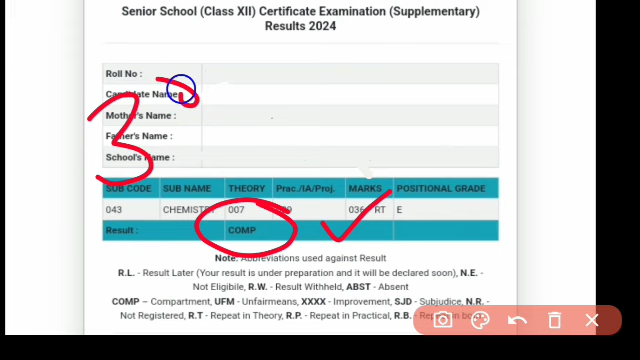 Senior School (Class XII) Certificate Examination (Supplementary)
Results 2024
Roll No :
Candidate Name
Mother's Name :
Father's Name :
School's Name :
3
SUB CODE SUB NAME THEORY Prac./IA/Proj. MARKS POSITIONAL GRADE
043 CHEMISTRY 007 036 RT E
Result : COMP
Note: Abbreviations used against Result
R.L. - Result Later (Your result is under preparation and it will be declared soon), N.E. -
Not Eligibile, R.W. - Result Withheld, ABST - Absent
COMP – Compartment, UFM - Unfairmeans, XXXX - Improvement, SJD - Subjudice, N.R. -
Not Registered, R.T - Repeat in Theory, R.P. - Repeat in Practical, R.B. -